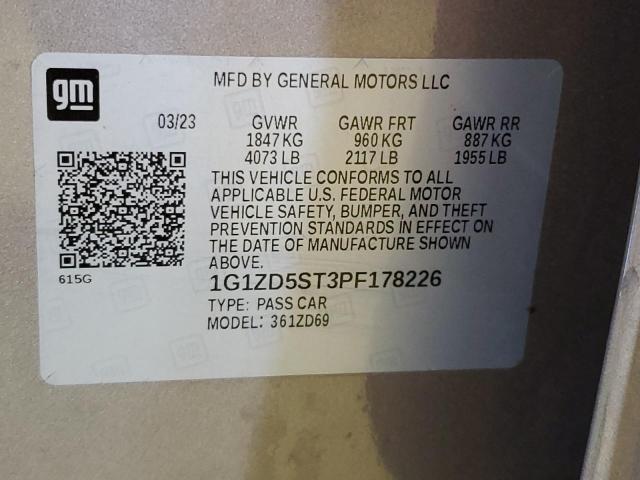 gm
MFD BY GENERAL MOTORS LLC
03/23 GVWR GAWR FRT GAWR RR
1847 KG 960 KG 887 KG
4073 LB 2117 LB 1955 LB
THIS VEHICLE CONFORMS TO ALL
APPLICABLE U.S. FEDERAL MOTOR
VEHICLE SAFETY, BUMPER, AND THEFT
PREVENTION STANDARDS IN EFFECT ON
THE DATE OF MANUFACTURE SHOWN
ABOVE.
615G
1G1ZD5ST3PF178226
TYPE: PASS CAR
MODEL: 361ZD69